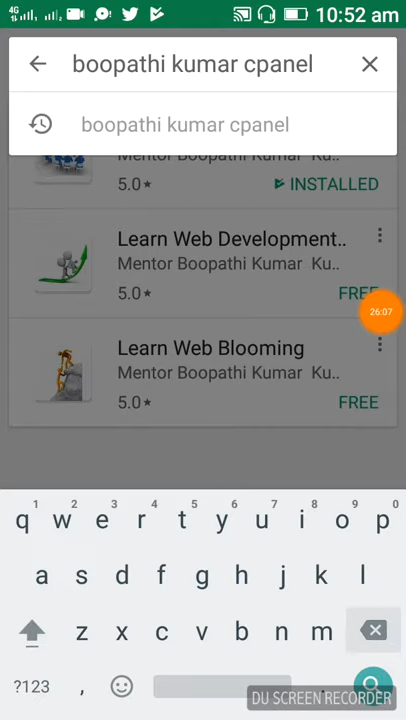 4G
10:52 am
boopathi kumar cpanel
boopathi kumar cpanel
Mentor Boopathi Kumar Ku..
5.0★ INSTALLED
Learn Web Development..
Mentor Boopathi Kumar Ku..
5.0★ FREE
26:07
Learn Web Blooming
Mentor Boopathi Kumar Ku..
5.0★ FREE
1 2 3 4 5 6 7 8 9 0
q w e r t y u i o p
a s d f g h j k l
z x c v b n m
?123 , .
DU SCREEN RECORDER